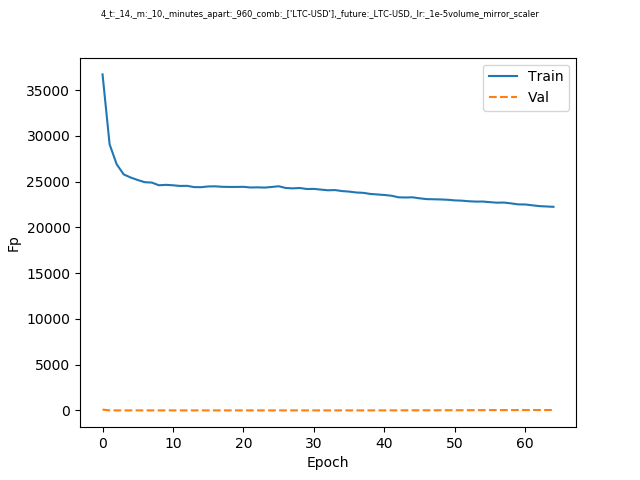 4_t:_14,_m:_10,_minutes_apart:_960_comb:_['LTC-USD'],_future:_LTC-USD,_lr:_1e-5volume_mirror_scaler
Train
Val
35000
30000
25000
20000
15000
10000
5000
0
Fp
0 10 20 30 40 50 60
Epoch